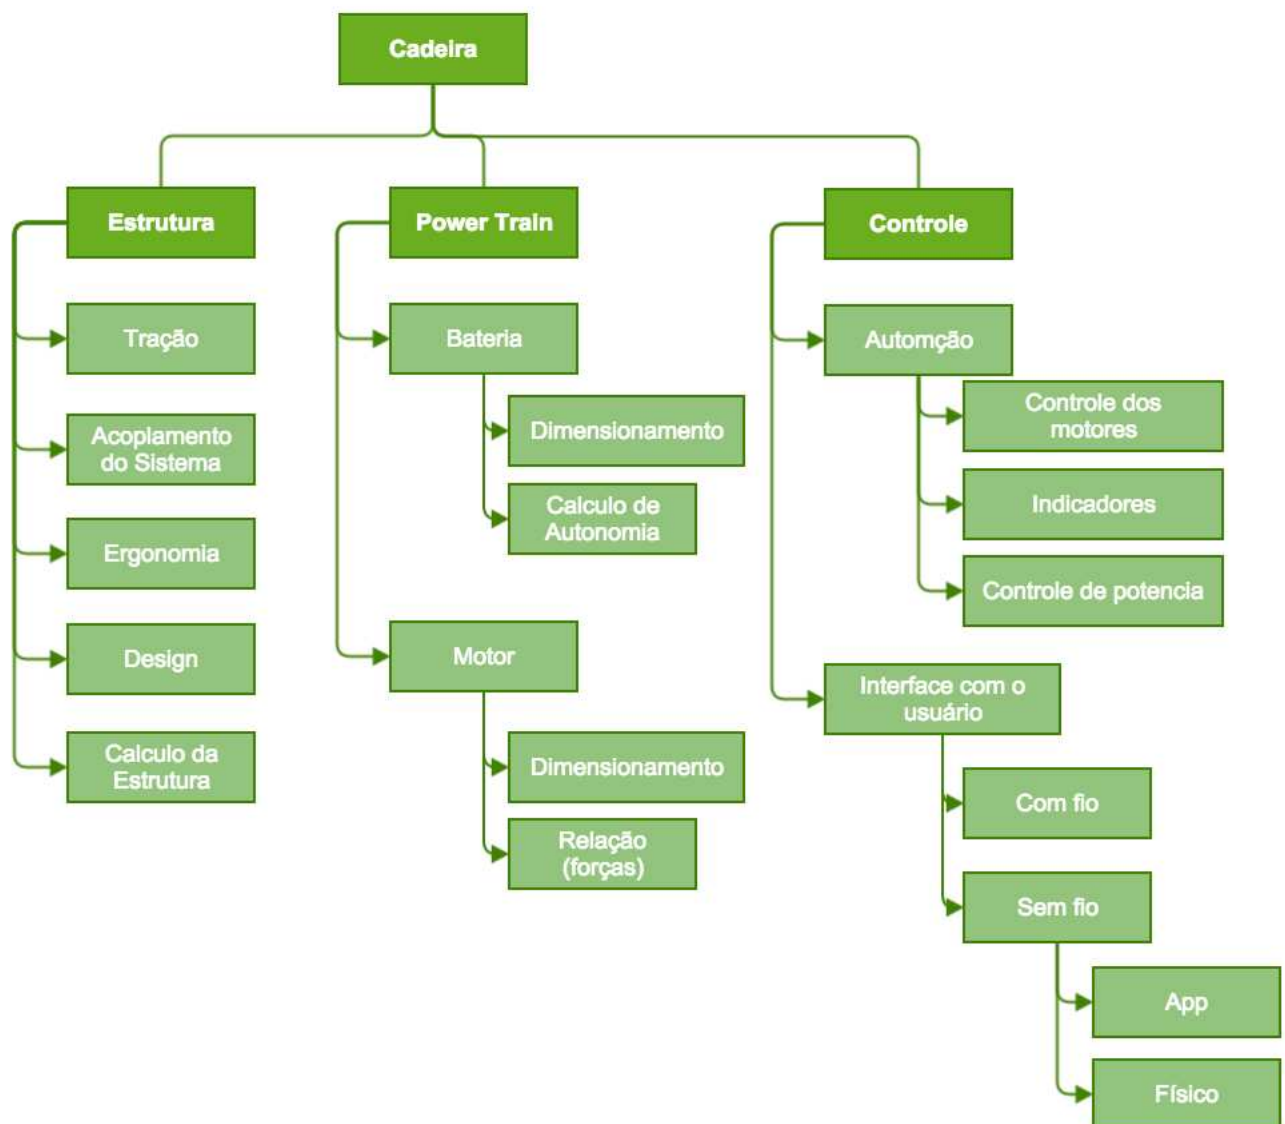 Cadeira
Estrutura
Tração
Acoplamento
do Sistema
Ergonomia
Design
Calculo da
Estrutura
Power Train
Bateria
Dimensionamento
Calculo de
Autonomia
Motor
Dimensionamento
Relação
(forças)
Controle
Automção
Controle dos
motores
Indicadores
Controle de potencia
Interface com o
usuário
Com fio
Sem fio
App
Físico